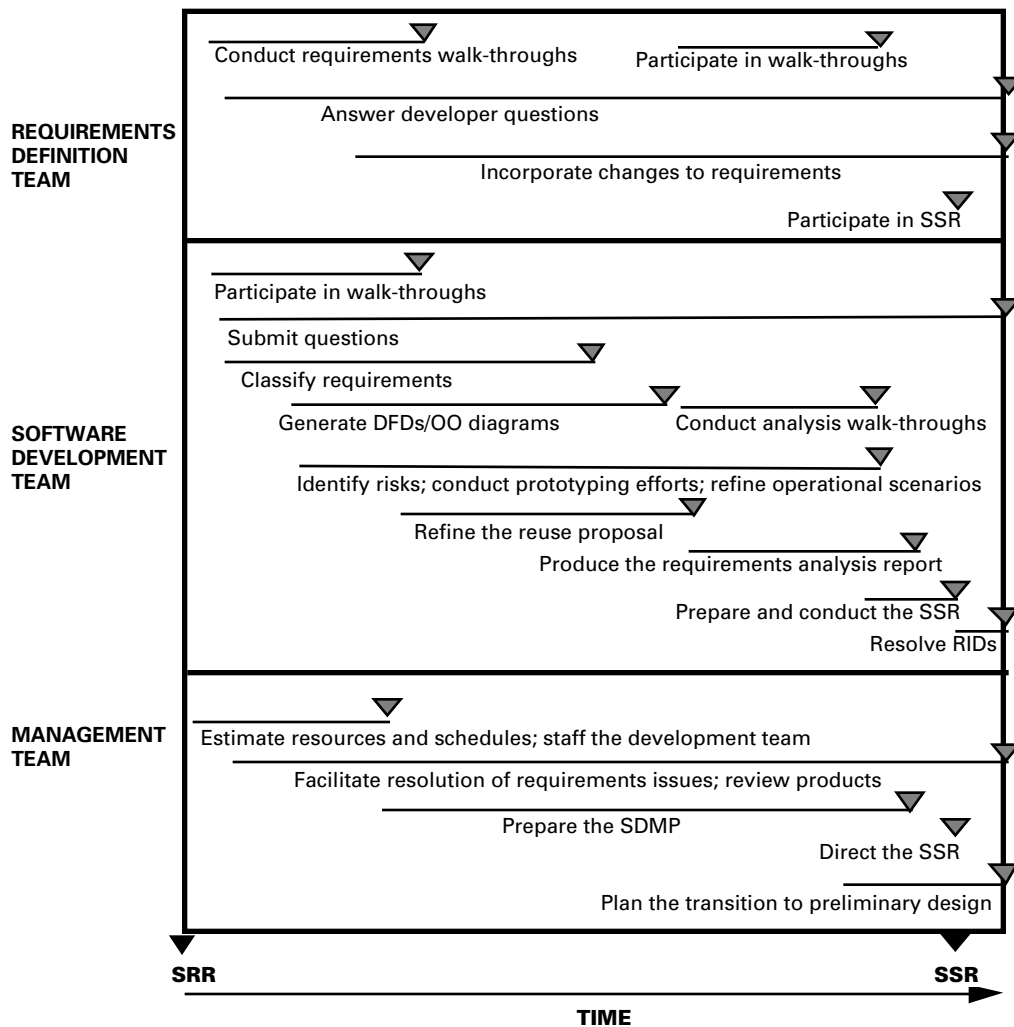 Conduct requirements walk-throughs
Participate in walk-throughs
Answer developer questions
REQUIREMENTS
DEFINITION
TEAM
Incorporate changes to requirements
Participate in SSR
Participate in walk-throughs
Submit questions
Classify requirements
Generate DFDs/OO diagrams
Conduct analysis walk-throughs
SOFTWARE
DEVELOPMENT
TEAM
Identify risks; conduct prototyping efforts; refine operational scenarios
Refine the reuse proposal
Produce the requirements analysis report
Prepare and conduct the SSR
Resolve RIDs
MANAGEMENT
TEAM
Estimate resources and schedules; staff the development team
Facilitate resolution of requirements issues; review products
Prepare the SDMP
Direct the SSR
Plan the transition to preliminary design
SRR
SSR
TIME